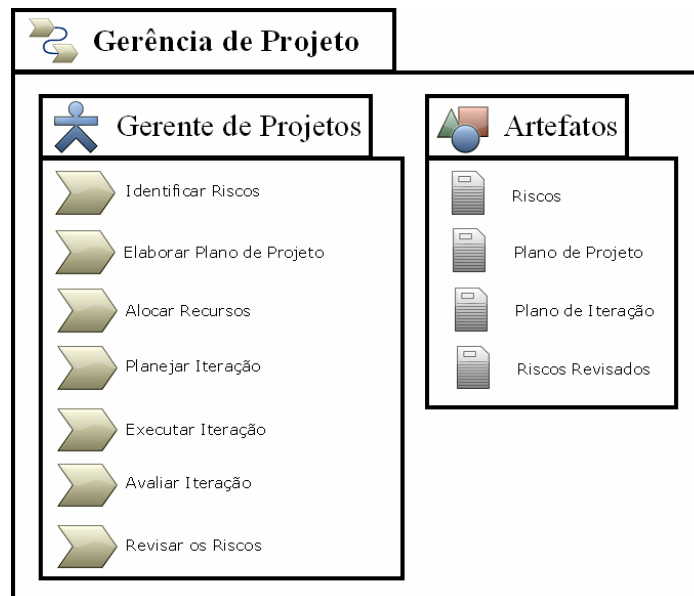 Gerência de Projeto
Gerente de Projetos
Identificar Riscos
Elaborar Plano de Projeto
Alocar Recursos
Planejar Iteração
Executar Iteração
Avaliar Iteração
Revisar os Riscos
Artefatos
Riscos
Plano de Projeto
Plano de Iteração
Riscos Revisados